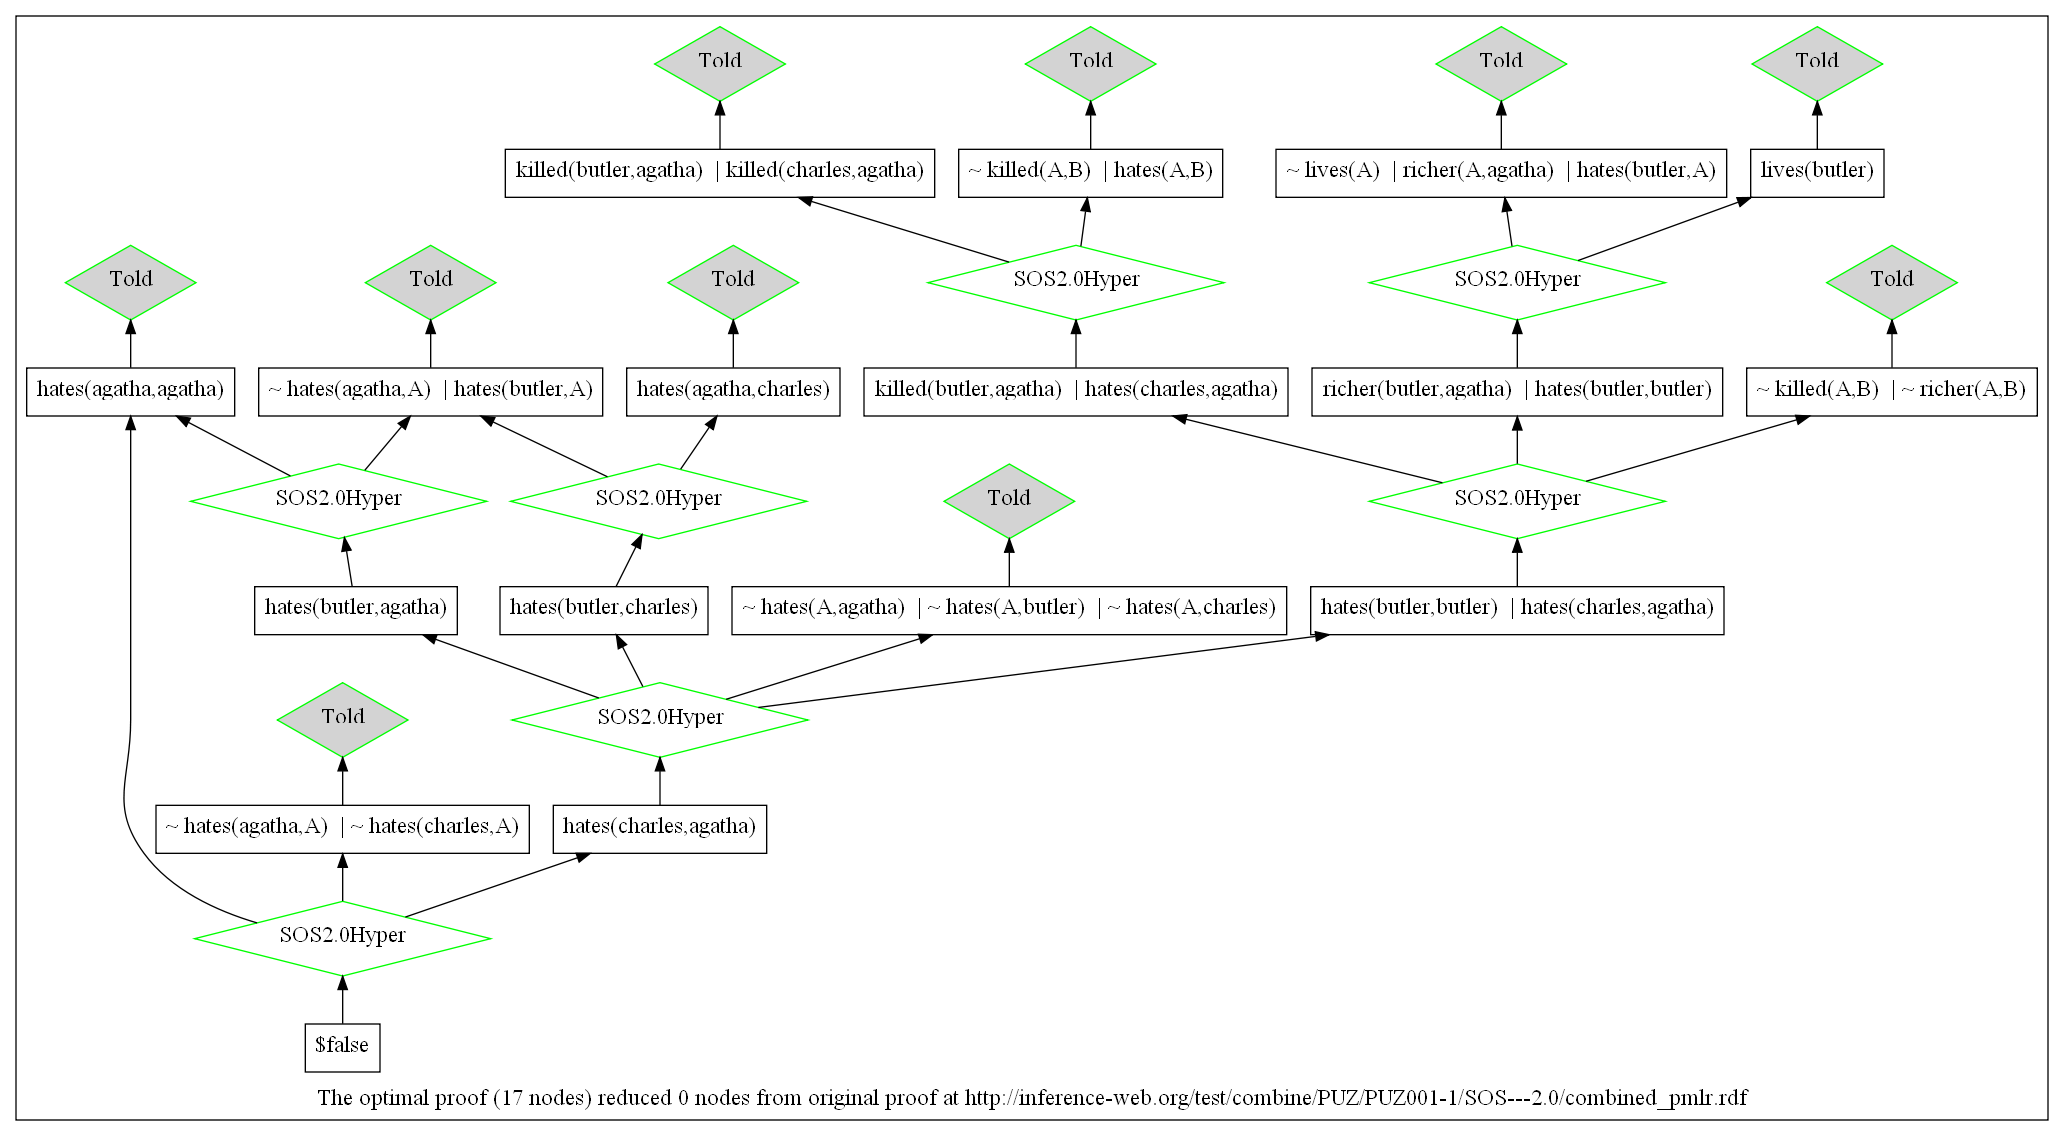 Told
Told
Told
Told
killed(butler,agatha) | killed(charles,agatha)
~ killed(A,B) | hates(A,B)
~ lives(A) | richer(A,agatha) | hates(butler,A)
lives(butler)
Told
Told
Told
SOS2.0Hyper
SOS2.0Hyper
Told
hates(agatha,agatha)
~ hates(agatha,A) | hates(butler,A)
hates(agatha,charles)
killed(butler,agatha) | hates(charles,agatha)
richer(butler,agatha) | hates(butler,butler)
~ killed(A,B) | ~ richer(A,B)
SOS2.0Hyper
SOS2.0Hyper
Told
SOS2.0Hyper
hates(butler,agatha)
hates(butler,charles)
~ hates(A,agatha) | ~ hates(A,butler) | ~ hates(A,charles)
hates(butler,butler) | hates(charles,agatha)
Told
SOS2.0Hyper
~ hates(agatha,A) | ~ hates(charles,A)
hates(charles,agatha)
SOS2.0Hyper
$false
The optimal proof (17 nodes) reduced 0 nodes from original proof at http://inference-web.org/test/combine/PUZ/PUZ001-1/SOS---2.0/combined_pmlr.rdf